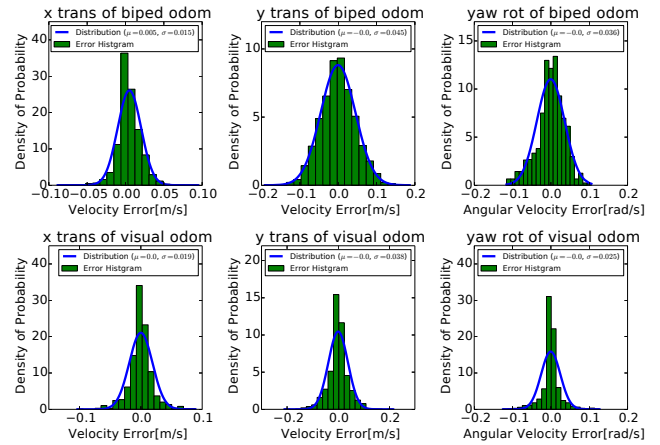 x trans of biped odom
Distribution (μ=0.005, σ=0.015)
Error Histgram
Density of Probability
40
30
20
10
0
−0.10 −0.05 0.00 0.05 0.10
Velocity Error[m/s]
y trans of biped odom
Distribution (μ=−0.0, σ=0.045)
Error Histgram
Density of Probability
10
5
0
−0.2 −0.1 0.0 0.1 0.2
Velocity Error[m/s]
yaw rot of biped odom
Distribution (μ=−0.0, σ=0.036)
Error Histgram
Density of Probability
15
10
5
0
−0.2 −0.1 0.0 0.1 0.2
Angular Velocity Error[rad/s]
x trans of visual odom
Distribution (μ=0.0, σ=0.019)
Error Histgram
Density of Probability
50
40
30
20
10
0
−0.1 0.0 0.1
Velocity Error[m/s]
y trans of visual odom
Distribution (μ=−0.0, σ=0.038)
Error Histgram
Density of Probability
20
15
10
5
0
−0.2 0.0 0.2
Velocity Error[m/s]
yaw rot of visual odom
Distribution (μ=−0.0, σ=0.025)
Error Histgram
Density of Probability
40
30
20
10
0
−0.2 −0.1 0.0 0.1 0.2
Angular Velocity Error[rad/s]